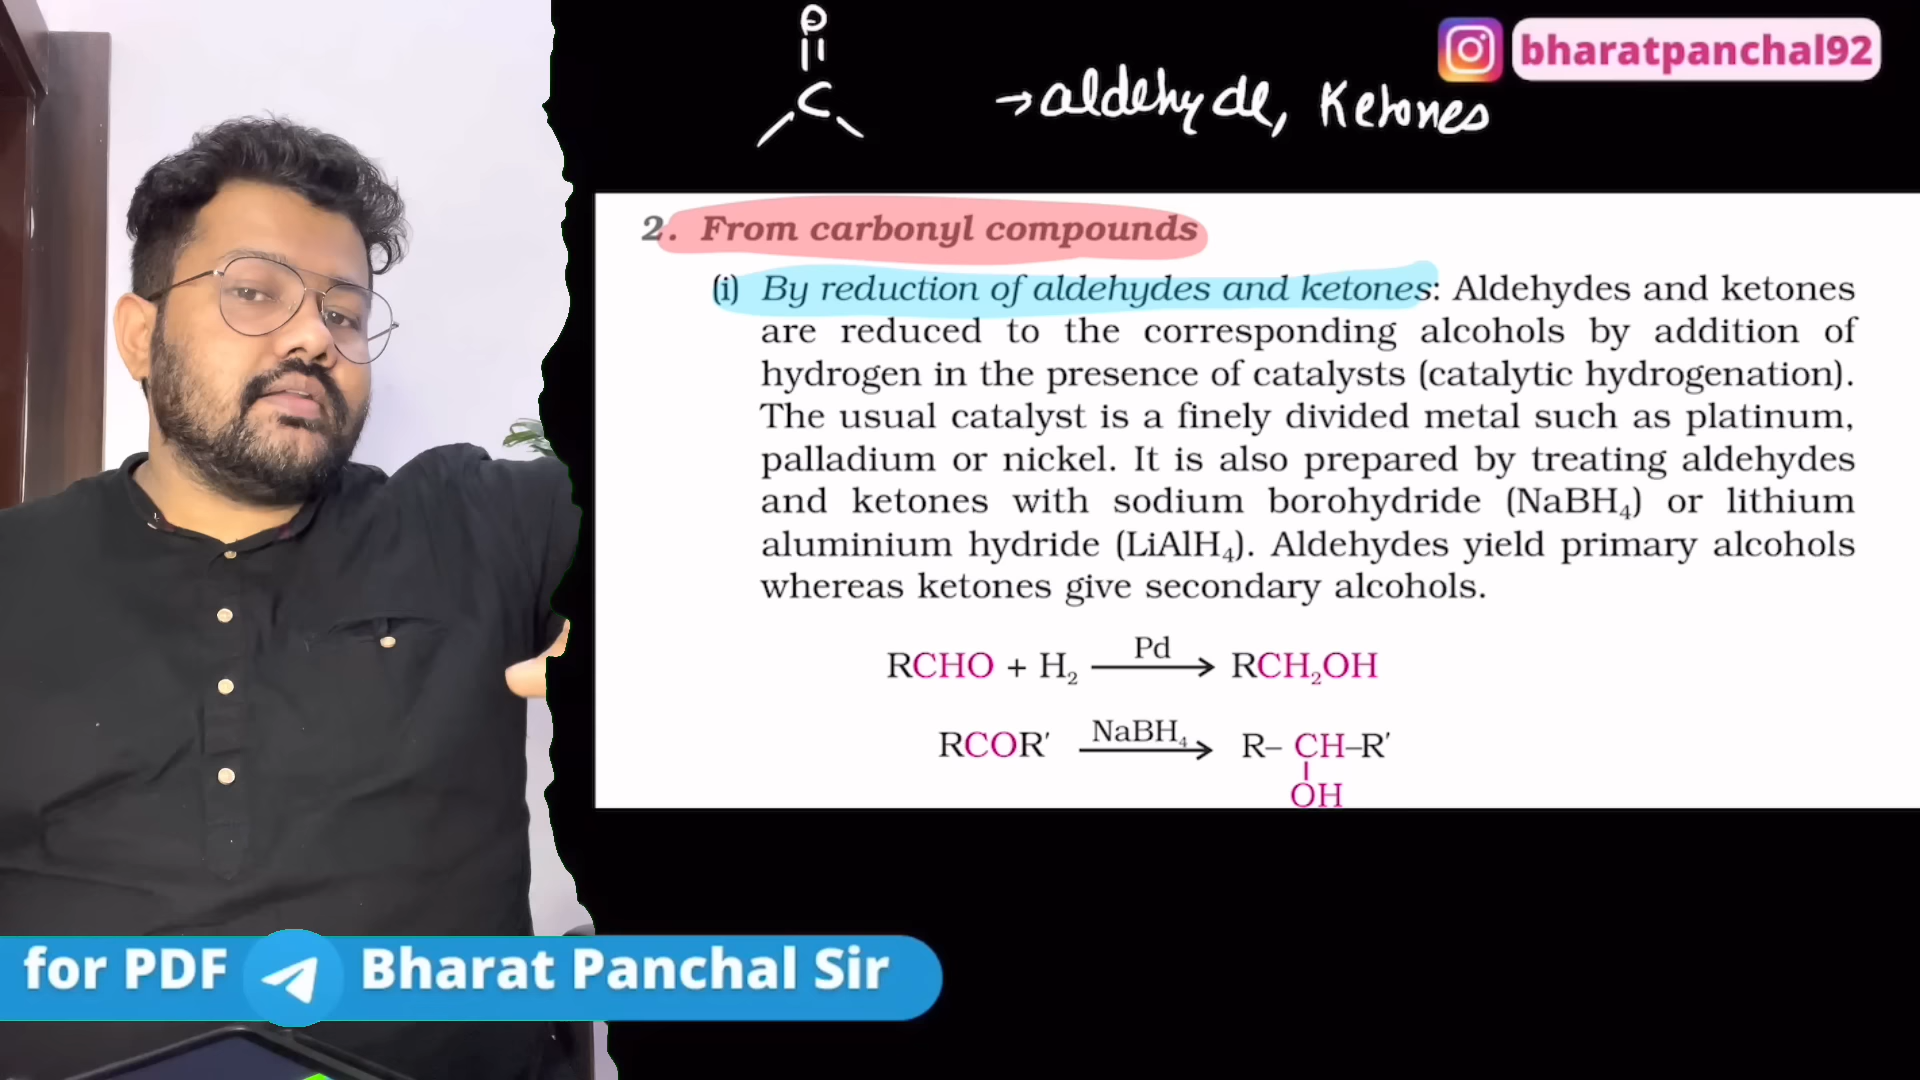 O
C
→ aldehyde, Ketones
bharatpanchal92
2. From carbonyl compounds
(i) By reduction of aldehydes and ketones: Aldehydes and ketones
are reduced to the corresponding alcohols by addition of
hydrogen in the presence of catalysts (catalytic hydrogenation).
The usual catalyst is a finely divided metal such as platinum,
palladium or nickel. It is also prepared by treating aldehydes
and ketones with sodium borohydride (NaBH₄) or lithium
aluminium hydride (LiAlH₄). Aldehydes yield primary alcohols
whereas ketones give secondary alcohols.
Pd
RCHO + H₂ ⟶ RCH₂OH
NaBH₄
RCOR′ ⟶ R– CH–R′
OH
for PDF Bharat Panchal Sir